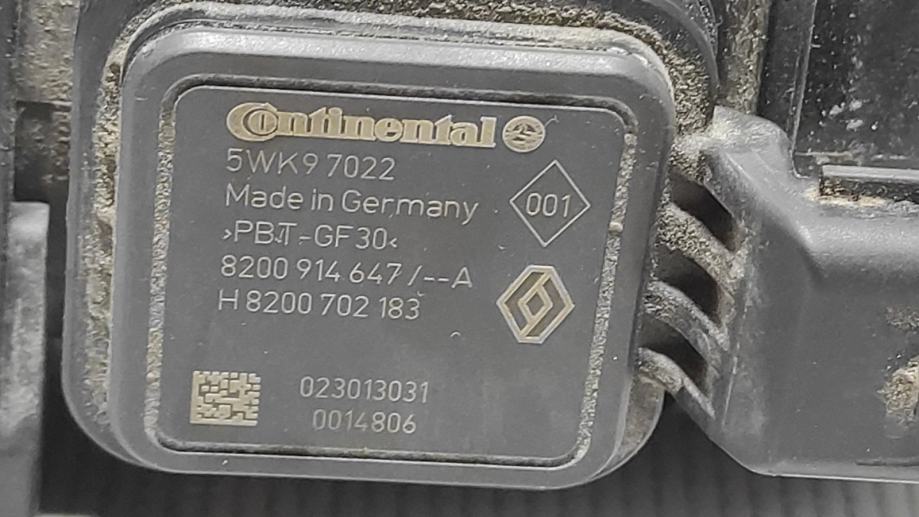 Continental
5WK9 7022
Made in Germany
001
>PBT-GF30<
8200 914 647 /--A
H 8200 702 183
023013031
0014806